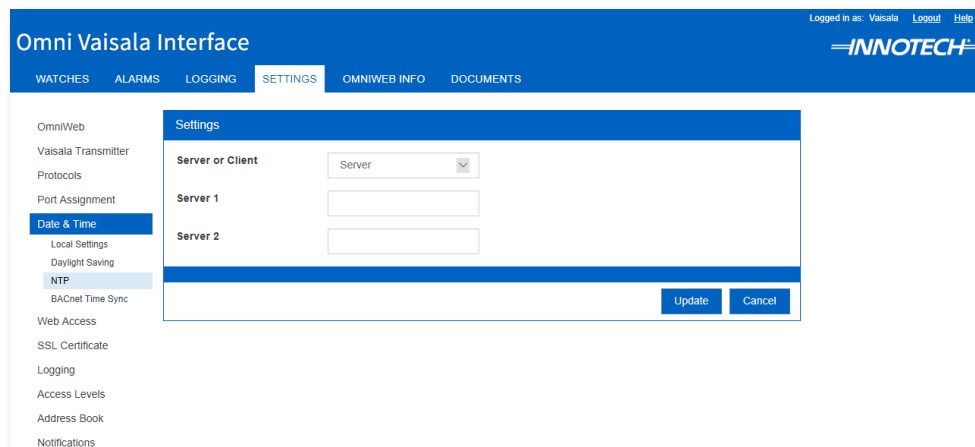 Logged in as: Vaisala Logout Help
Omni Vaisala Interface
INNOTECH
WATCHES ALARMS LOGGING SETTINGS OMNIWEB INFO DOCUMENTS
OmniWeb
Vaisala Transmitter
Protocols
Port Assignment
Date & Time
Local Settings
Daylight Saving
NTP
BACnet Time Sync
Web Access
SSL Certificate
Logging
Access Levels
Address Book
Notifications
Settings
Server or Client Server
Server 1
Server 2
Update Cancel